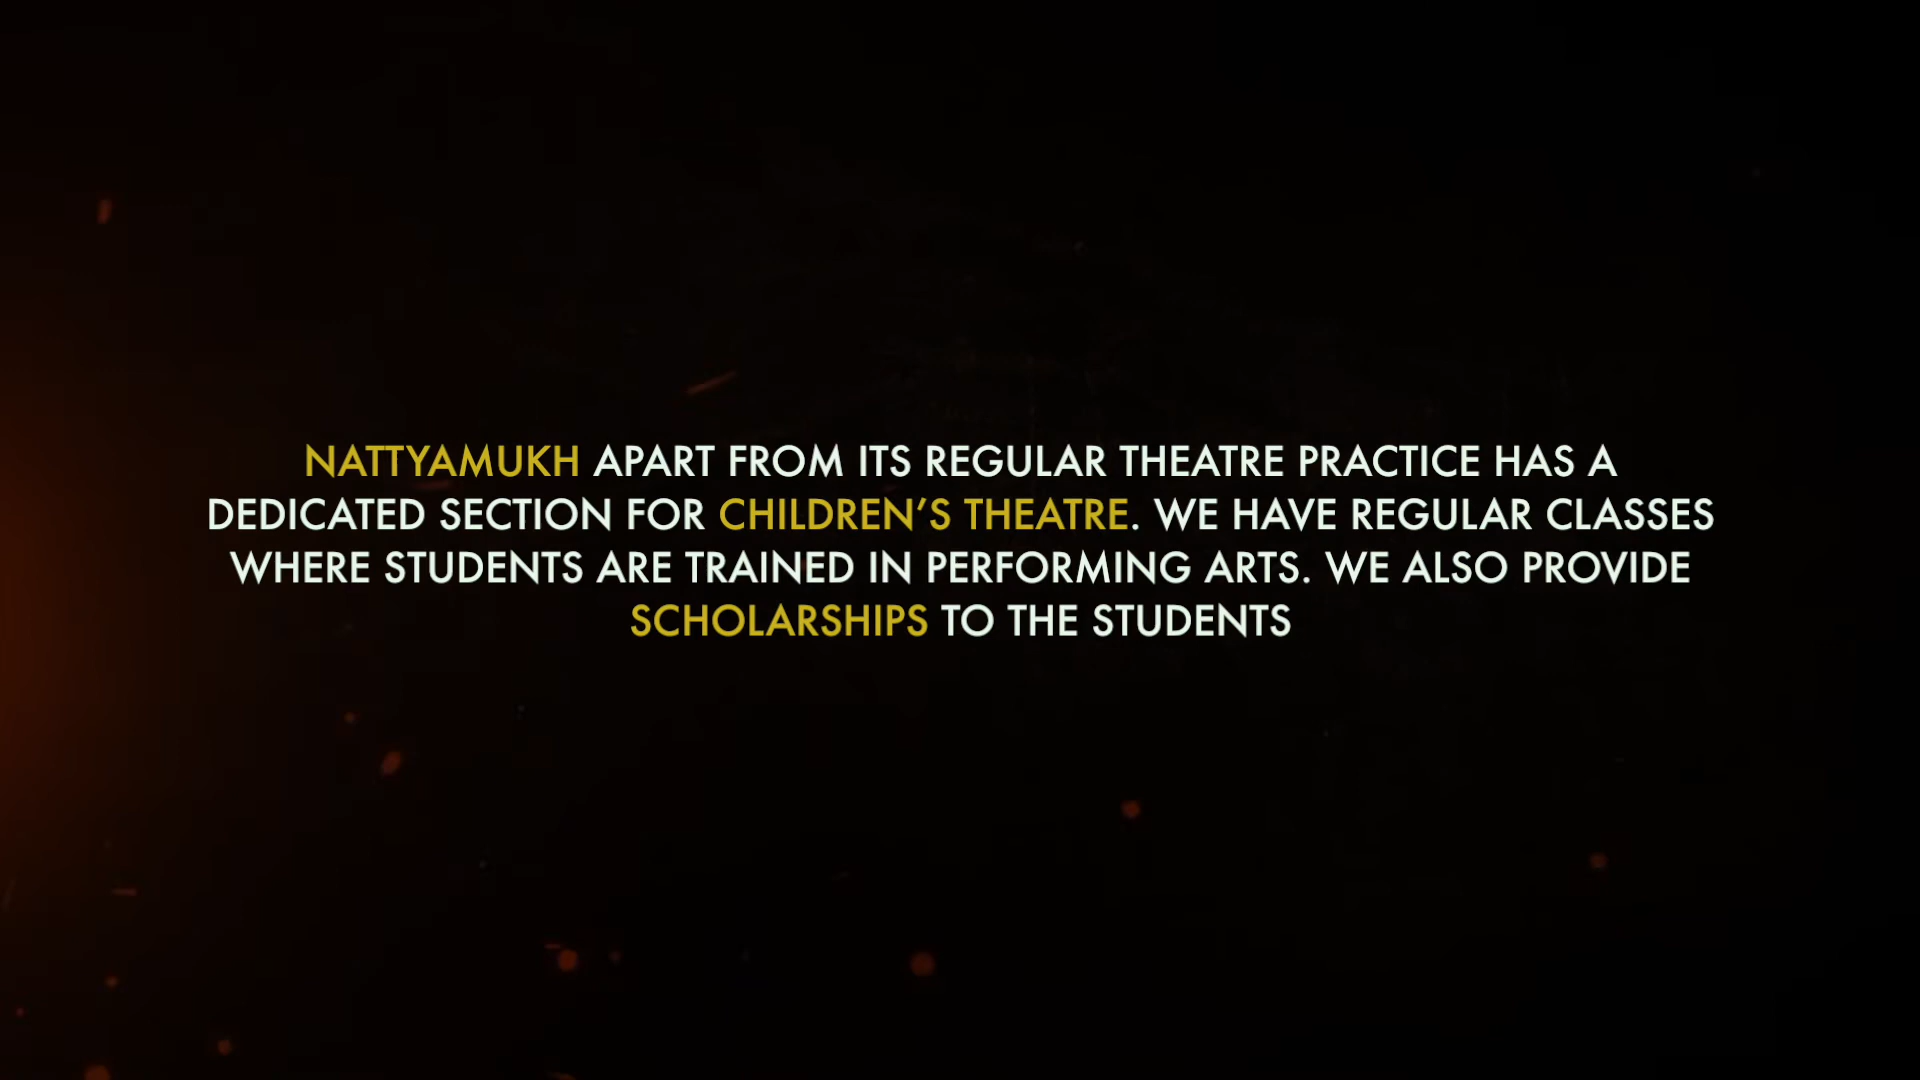 NATTYAMUKH APART FROM ITS REGULAR THEATRE PRACTICE HAS A
DEDICATED SECTION FOR CHILDREN’S THEATRE. WE HAVE REGULAR CLASSES
WHERE STUDENTS ARE TRAINED IN PERFORMING ARTS. WE ALSO PROVIDE
SCHOLARSHIPS TO THE STUDENTS